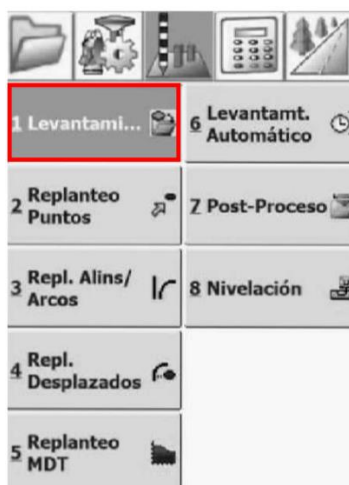 1 Levantami...
6 Levantamt.
Automático
2 Replanteo
Puntos
7 Post-Proceso
3 Repl. Alins/
Arcos
8 Nivelación
4 Repl.
Desplazados
5 Replanteo
MDT